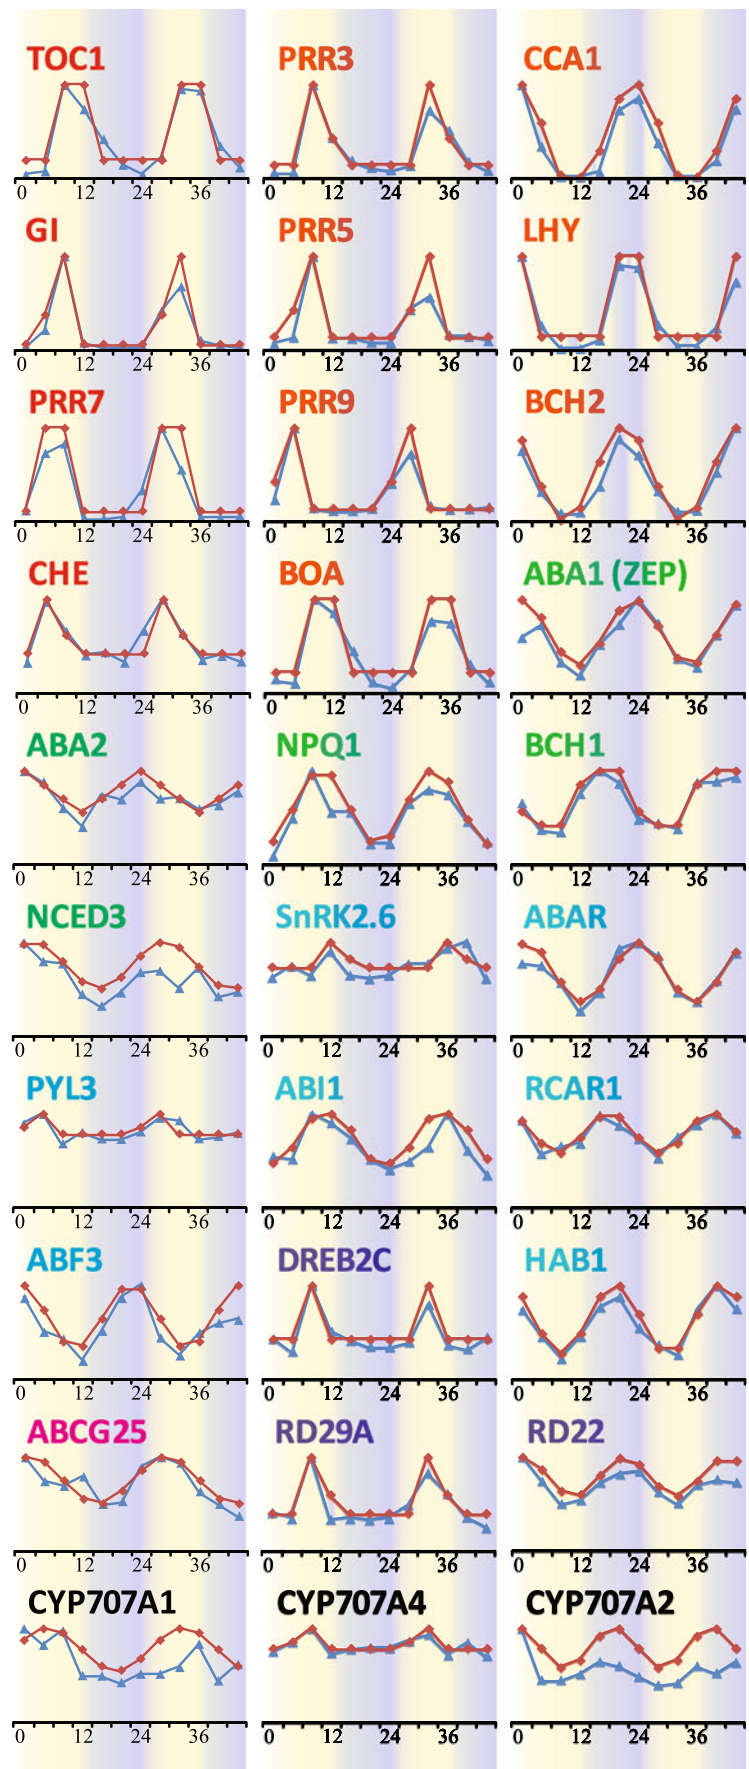 TOC1 PRR3 CCA1
0 12 24 36 0 12 24 36 0 12 24 36
GI PRR5 LHY
0 12 24 36 0 12 24 36 0 12 24 36
PRR7 PRR9 BCH2
0 12 24 36 0 12 24 36 0 12 24 36
CHE BOA ABA1 (ZEP)
0 12 24 36 0 12 24 36 0 12 24 36
ABA2 NPQ1 BCH1
0 12 24 36 0 12 24 36 0 12 24 36
NCED3 SnRK2.6 ABAR
0 12 24 36 0 12 24 36 0 12 24 36
PYL3 ABI1 RCAR1
0 12 24 36 0 12 24 36 0 12 24 36
ABF3 DREB2C HAB1
0 12 24 36 0 12 24 36 0 12 24 36
ABCG25 RD29A RD22
0 12 24 36 0 12 24 36 0 12 24 36
CYP707A1 CYP707A4 CYP707A2
0 12 24 36 0 12 24 36 0 12 24 36